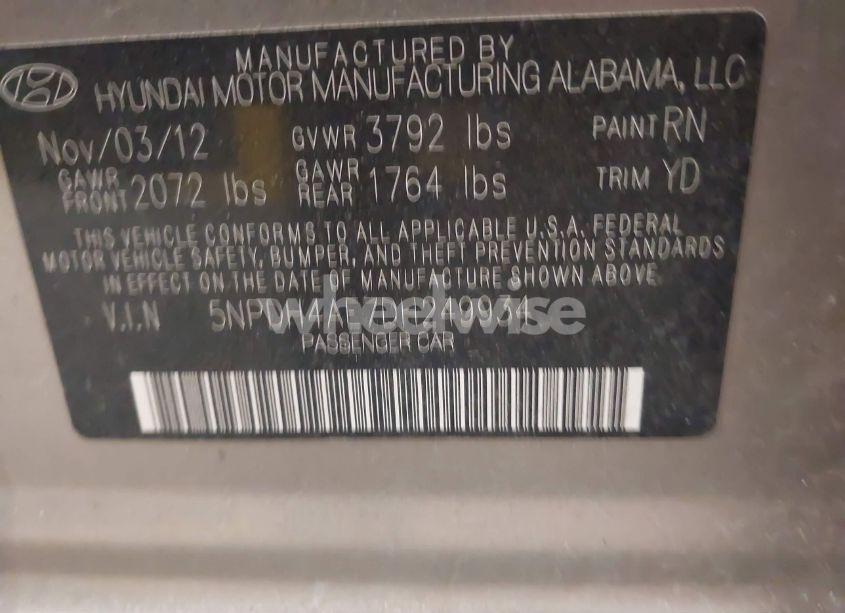 MANUFACTURED BY
HYUNDAI MOTOR MANUFACTURING ALABAMA, LLC
Nov/03/12 GVWR 3792 lbs PAINT RN
GAWR FRONT 2072 lbs GAWR REAR 1764 lbs TRIM YD
THIS VEHICLE CONFORMS TO ALL APPLICABLE U.S.A. FEDERAL
MOTOR VEHICLE SAFETY, BUMPER, AND THEFT PREVENTION STANDARDS
IN EFFECT ON THE DATE OF MANUFACTURE SHOWN ABOVE.
V.I.N
wheelwise
PASSENGER CAR